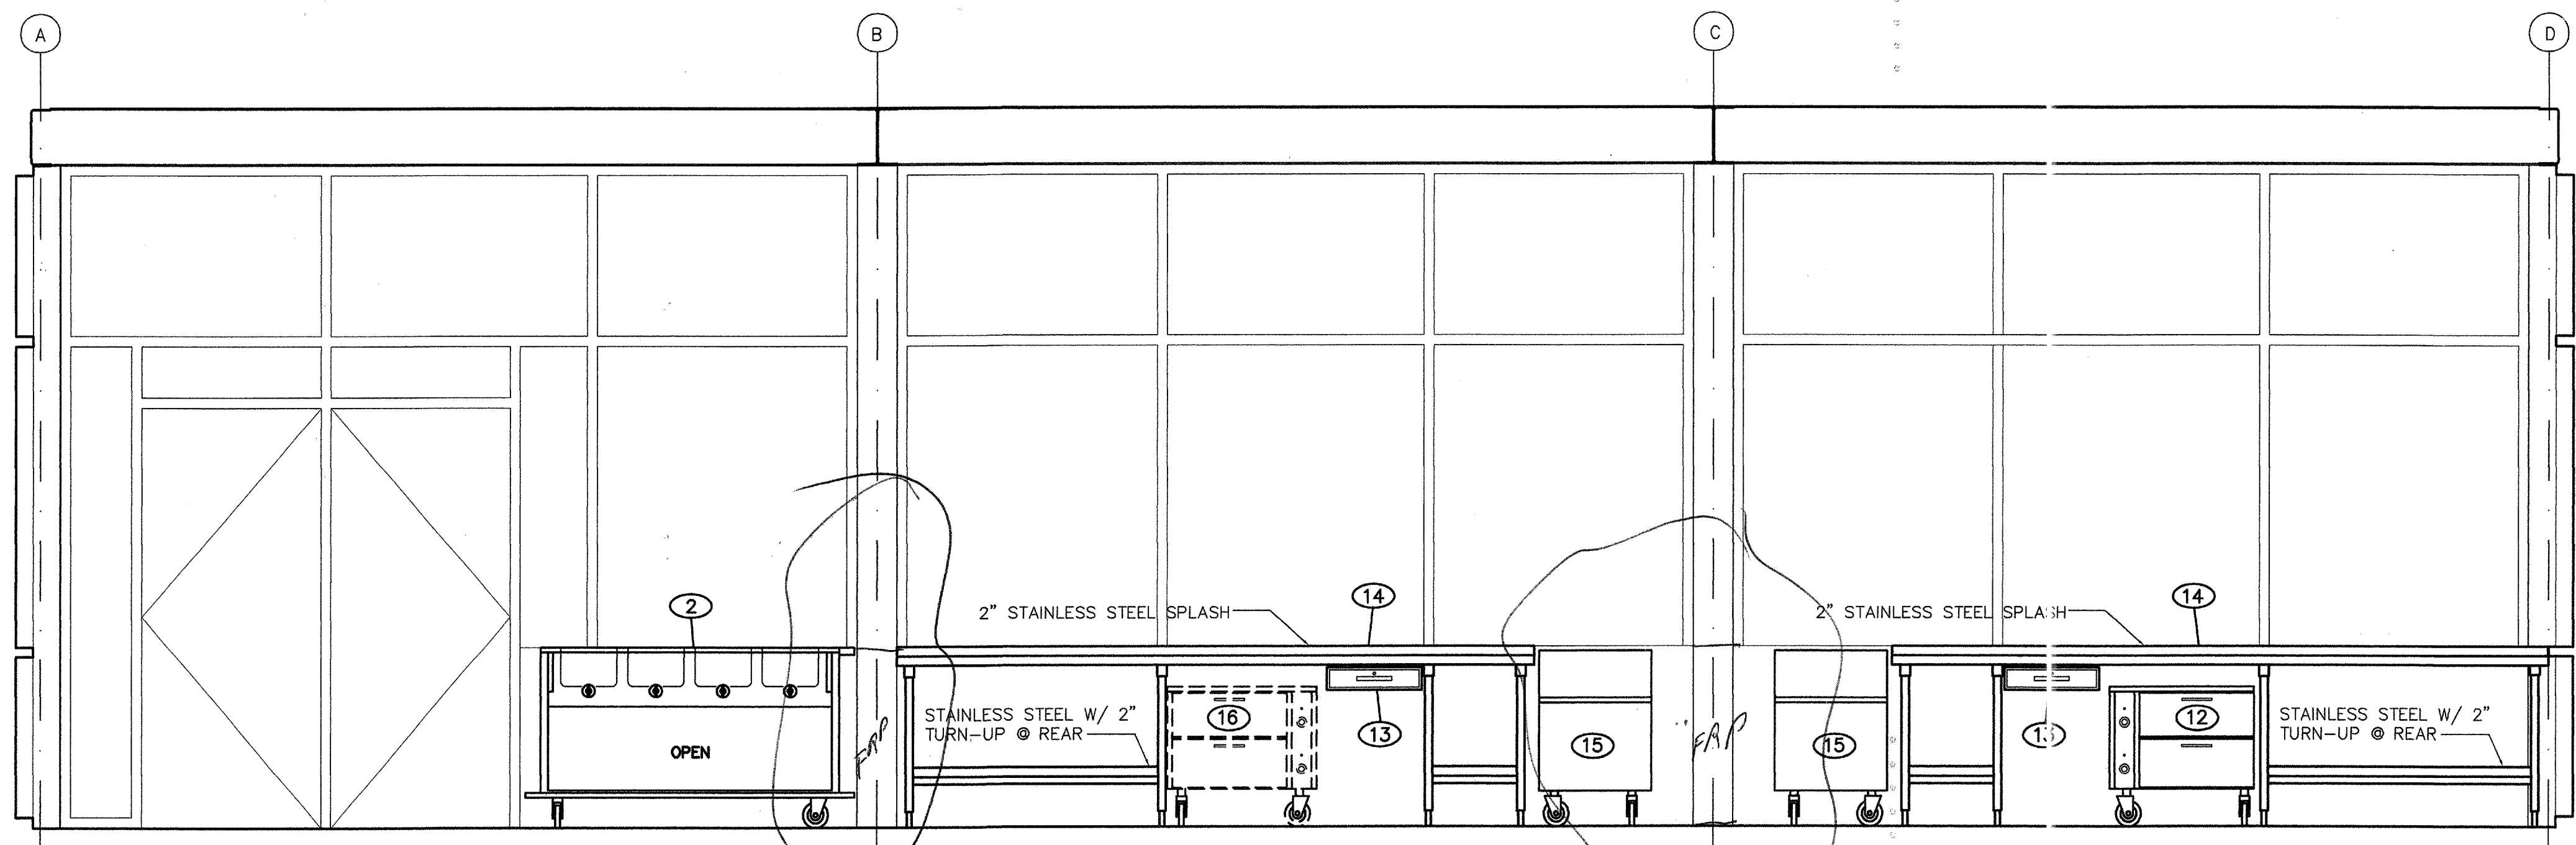 A
B
C
D
2
2" STAINLESS STEEL SPLASH
14
2" STAINLESS STEEL SPLASH
14
STAINLESS STEEL W/ 2"
TURN-UP @ REAR
16
13
15
15
13
12
STAINLESS STEEL W/ 2"
TURN-UP @ REAR
OPEN
FRP
FRP